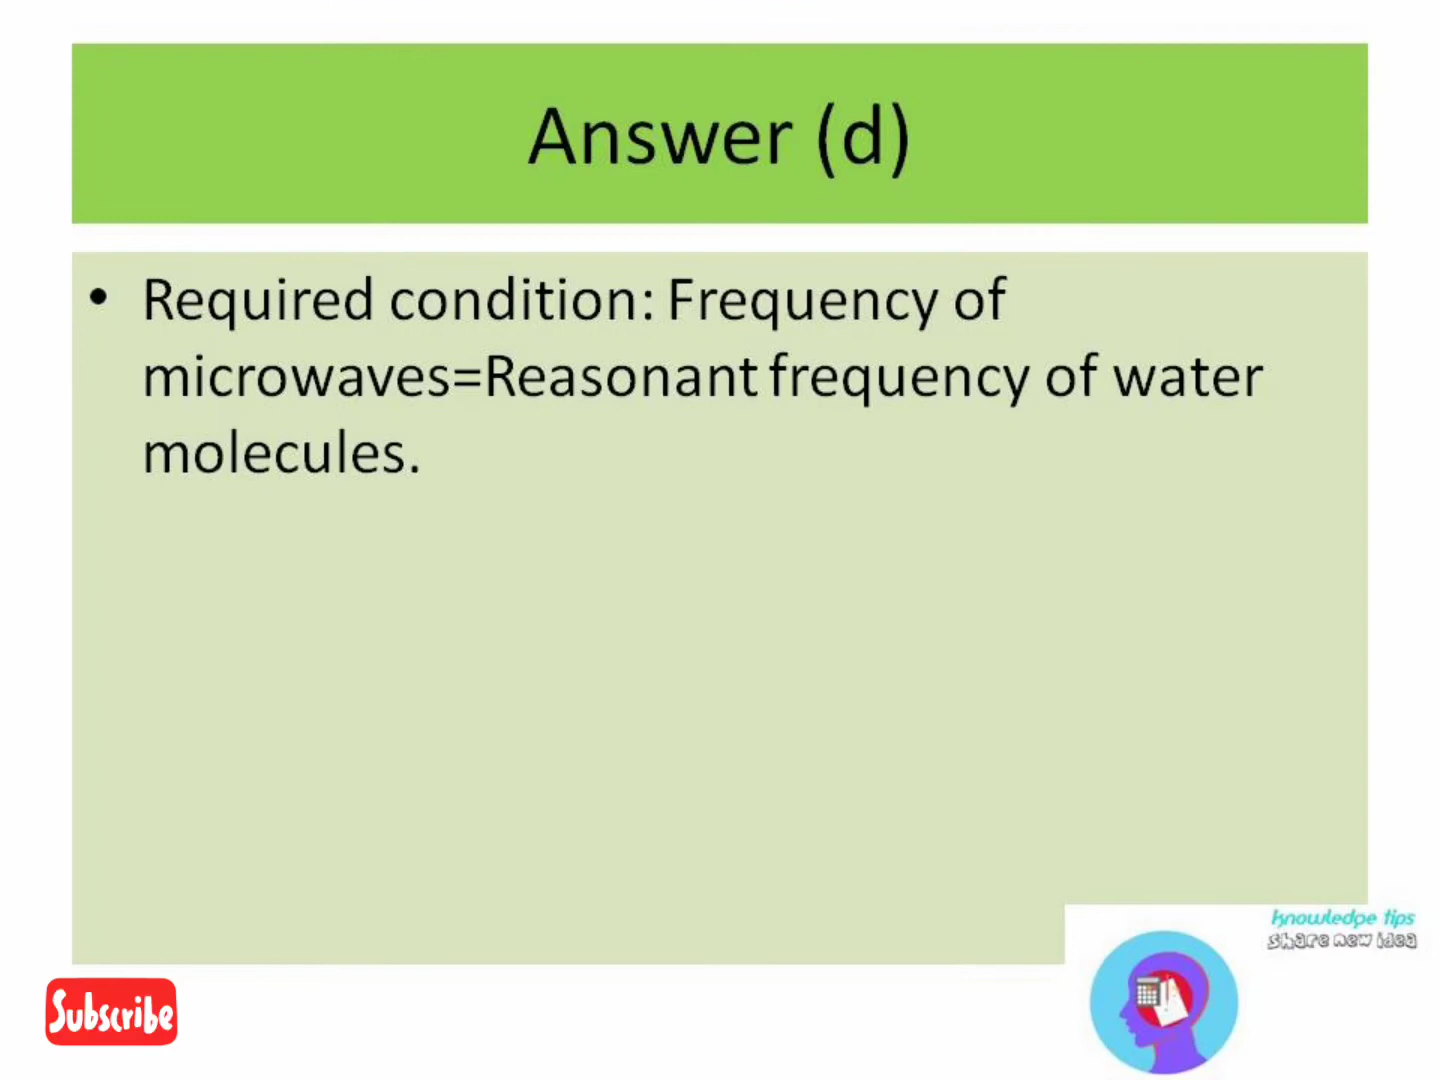 Answer (d)
• Required condition: Frequency of
microwaves=Reasonant frequency of water
molecules.
knowledge tips
share new idea
Subscribe